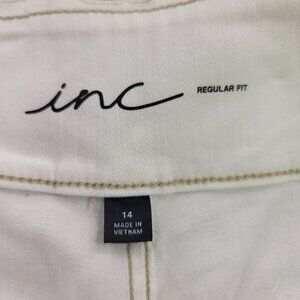 inc REGULAR FIT
14
MADE IN
VIETNAM